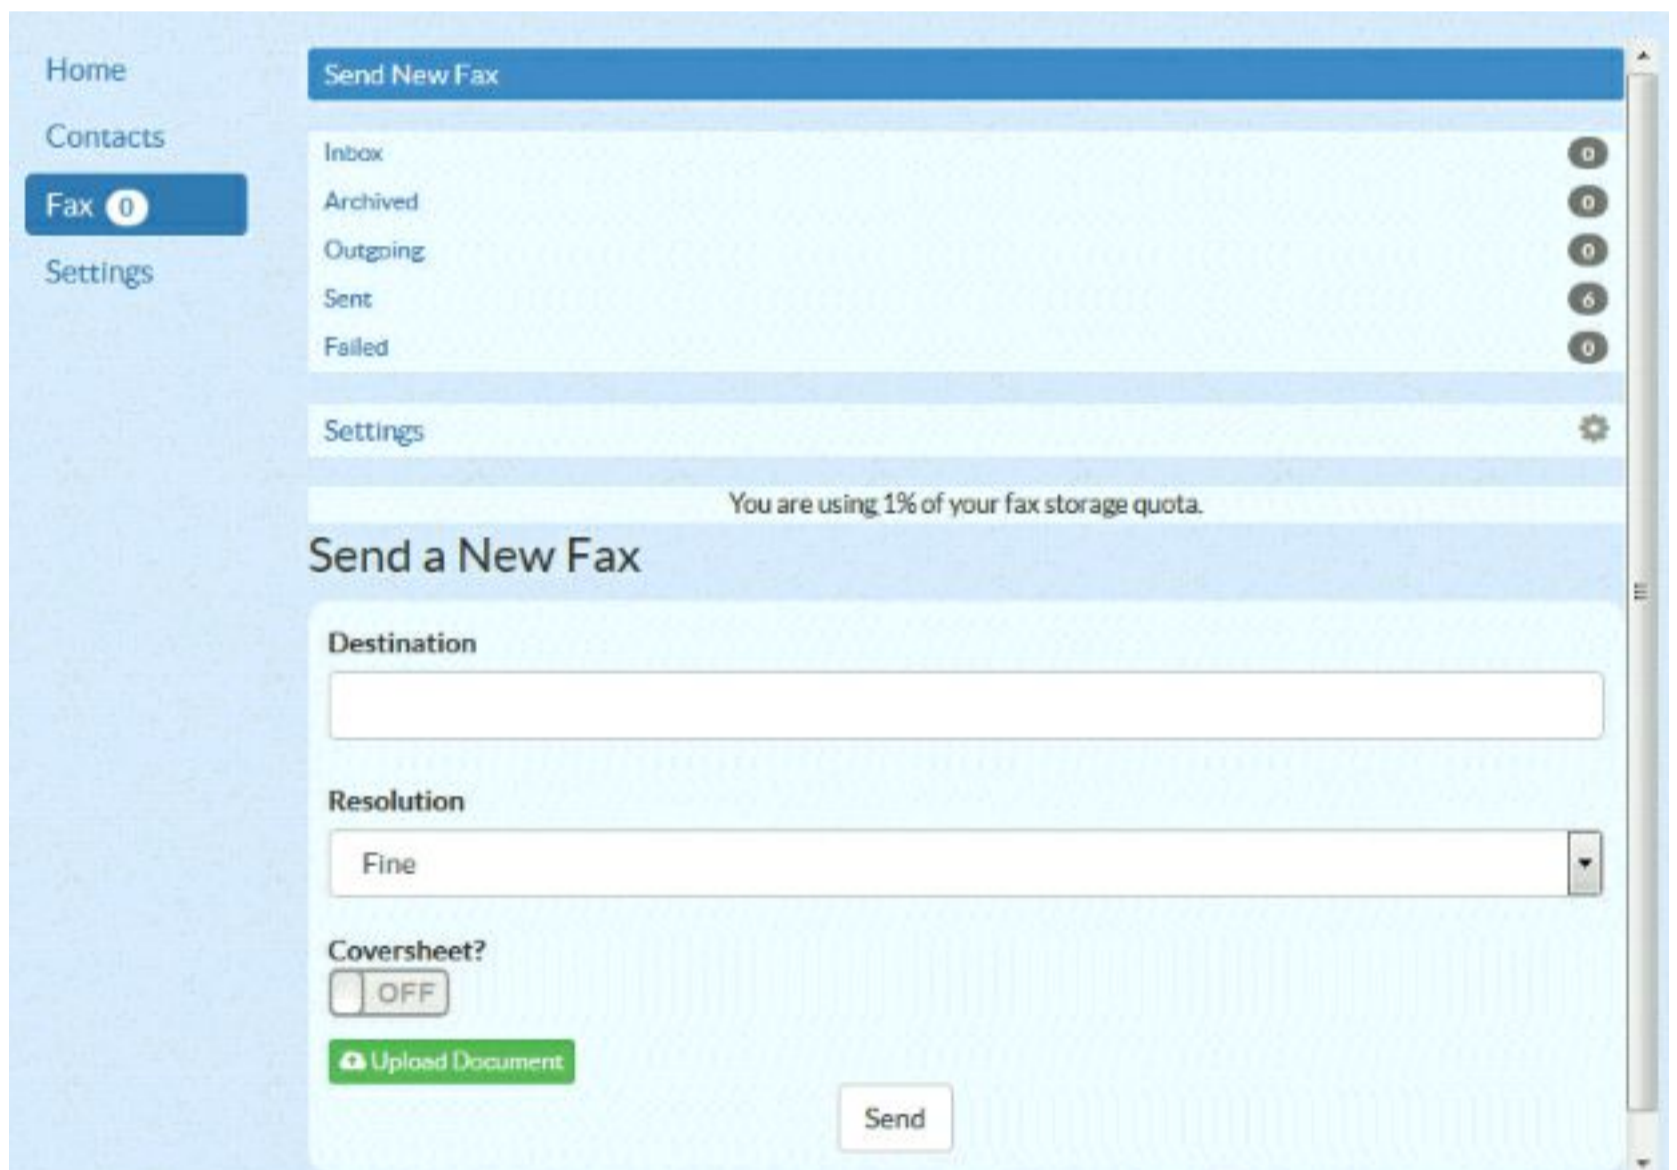 Home
Contacts
Fax 0
Settings
Send New Fax
Inbox 0
Archived 0
Outgoing 0
Sent 6
Failed 0
Settings
You are using 1% of your fax storage quota.
Send a New Fax
Destination
Resolution
Fine
Coversheet?
OFF
Upload Document
Send